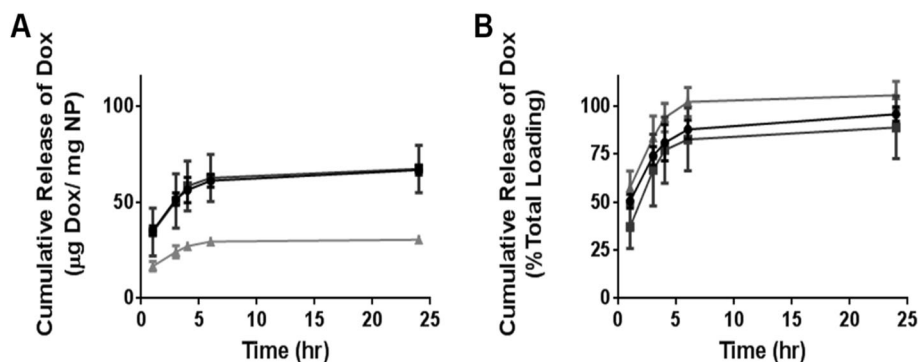 A
Cumulative Release of Dox
(μg Dox/ mg NP)
100
50
0
0 5 10 15 20 25
Time (hr)
B
Cumulative Release of Dox
(%Total Loading)
100
75
50
25
0
0 5 10 15 20 25
Time (hr)